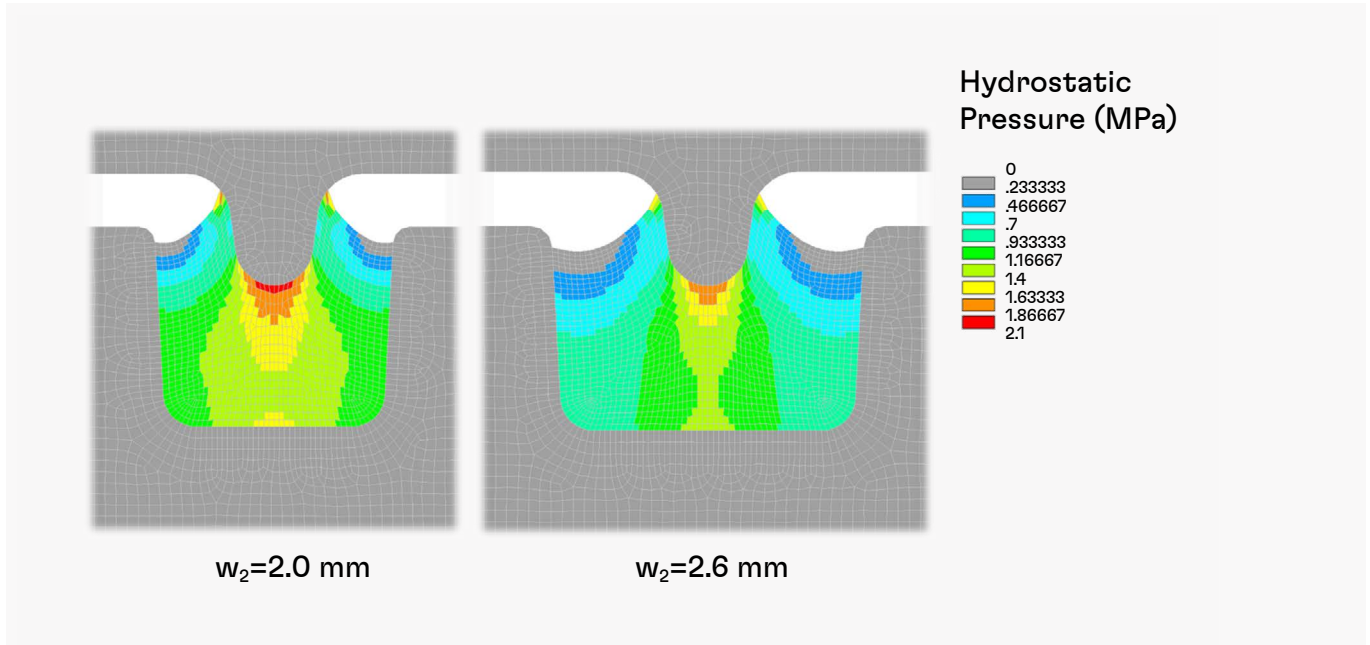 Hydrostatic
Pressure (MPa)
0
.233333
.466667
.7
.933333
1.16667
1.4
1.63333
1.86667
2.1
w₂=2.0 mm
w₂=2.6 mm